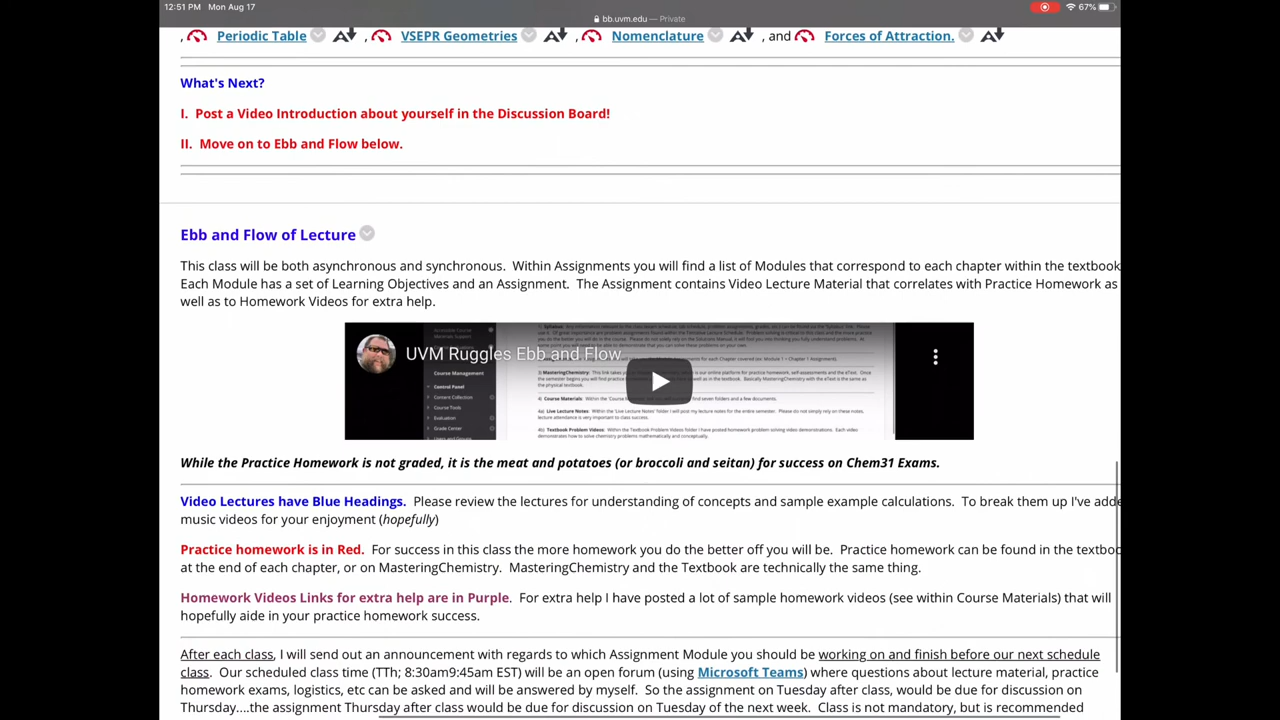 12:51 PM Mon Aug 17
67%
bb.uvm.edu — Private
, Periodic Table , VSEPR Geometries , Nomenclature , and Forces of Attraction.
What's Next?
I. Post a Video Introduction about yourself in the Discussion Board!
II. Move on to Ebb and Flow below.
Ebb and Flow of Lecture
This class will be both asynchronous and synchronous. Within Assignments you will find a list of Modules that correspond to each chapter within the textbook
Each Module has a set of Learning Objectives and an Assignment. The Assignment contains Video Lecture Material that correlates with Practice Homework as
well as to Homework Videos for extra help.
UVM Ruggles Ebb and Flow
Course Management
Control Panel
Content Collection
Course Tools
Evaluation
Grade Center
While the Practice Homework is not graded, it is the meat and potatoes (or broccoli and seitan) for success on Chem31 Exams.
Video Lectures have Blue Headings. Please review the lectures for understanding of concepts and sample example calculations. To break them up I've adde
music videos for your enjoyment (hopefully)
Practice homework is in Red. For success in this class the more homework you do the better off you will be. Practice homework can be found in the textboo
at the end of each chapter, or on MasteringChemistry. MasteringChemistry and the Textbook are technically the same thing.
Homework Videos Links for extra help are in Purple. For extra help I have posted a lot of sample homework videos (see within Course Materials) that will
hopefully aide in your practice homework success.
After each class, I will send out an announcement with regards to which Assignment Module you should be working on and finish before our next schedule
class. Our scheduled class time (TTh; 8:30am9:45am EST) will be an open forum (using Microsoft Teams) where questions about lecture material, practice
homework exams, logistics, etc can be asked and will be answered by myself. So the assignment on Tuesday after class, would be due for discussion on
Thursday....the assignment Thursday after class would be due for discussion on Tuesday of the next week. Class is not mandatory, but is recommended